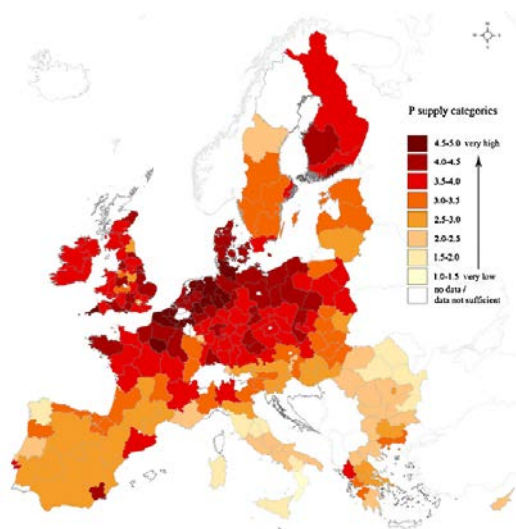 N
P supply categories
4.5-5.0 very high
4.0-4.5
3.5-4.0
3.0-3.5
2.5-3.0
2.0-2.5
1.5-2.0
1.0-1.5 very low
no data /
data not sufficient